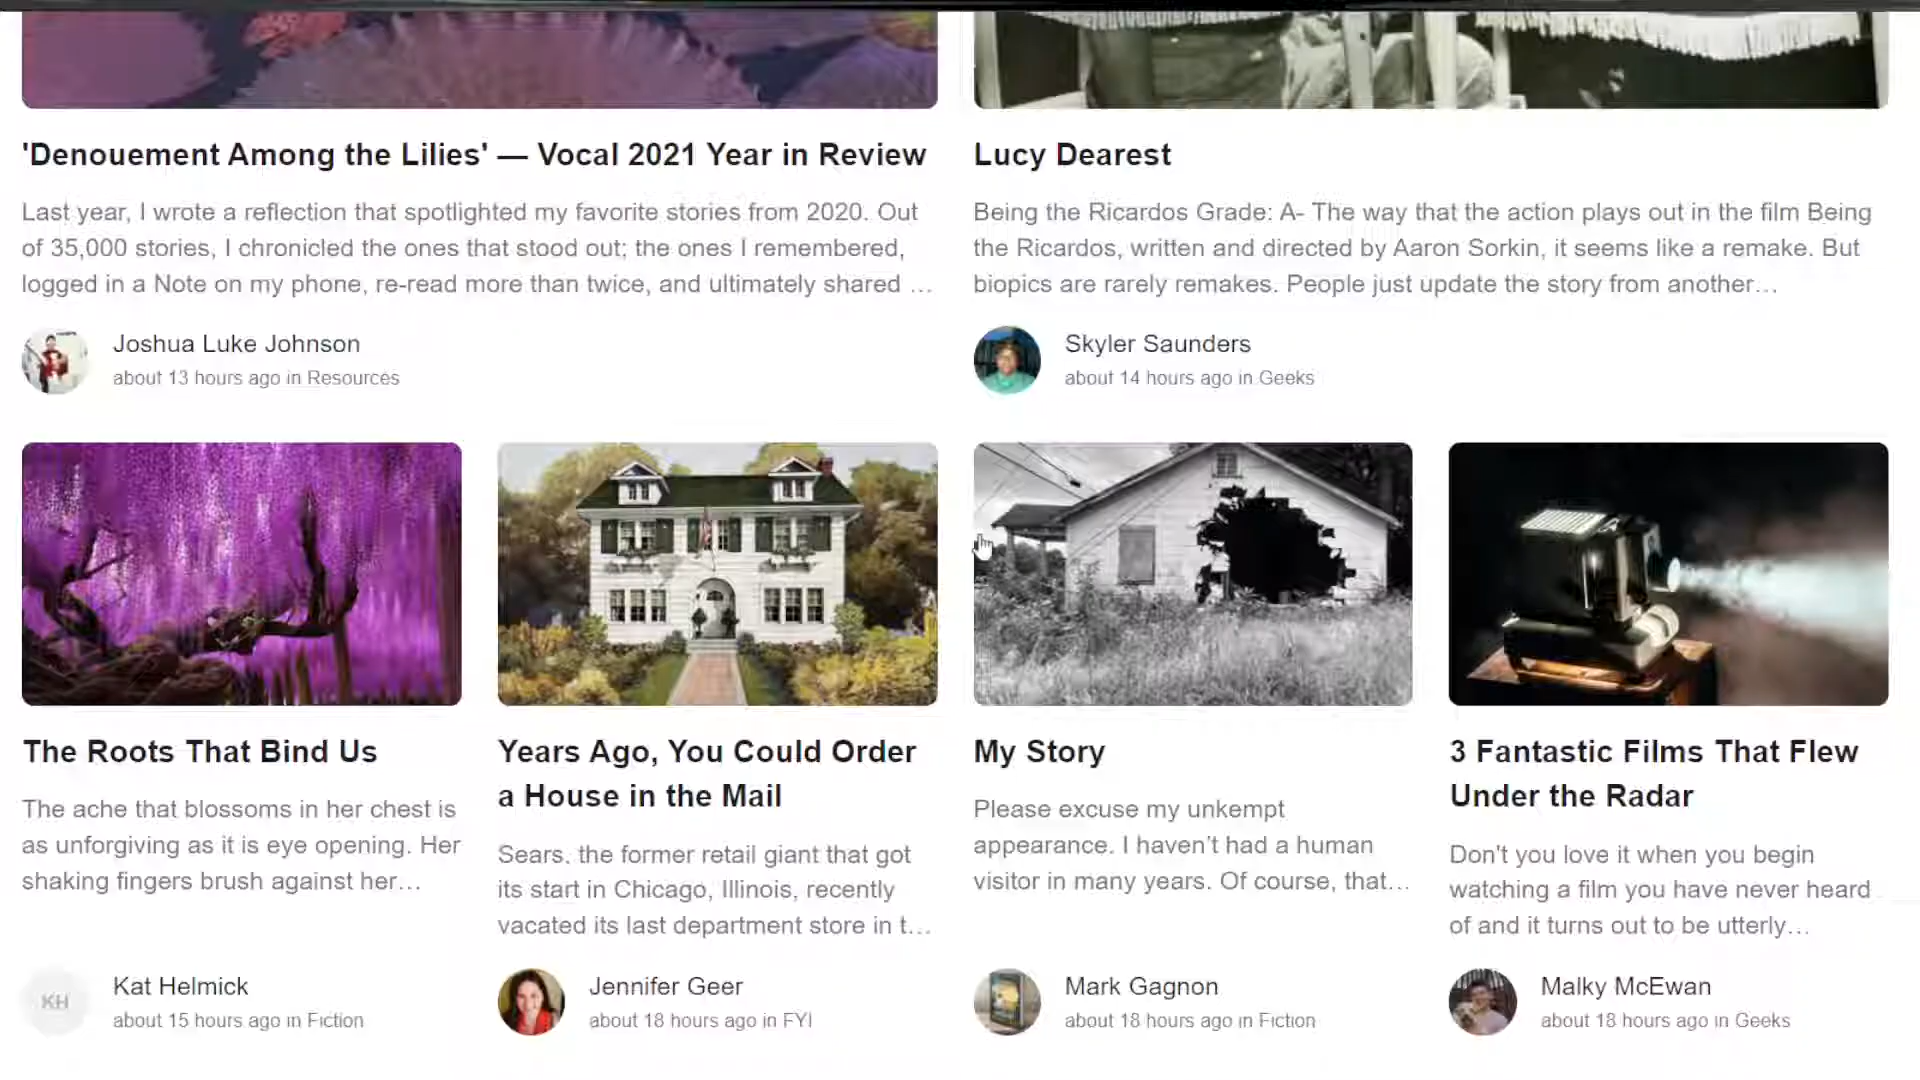 'Denouement Among the Lilies' — Vocal 2021 Year in Review
Last year, I wrote a reflection that spotlighted my favorite stories from 2020. Out
of 35,000 stories, I chronicled the ones that stood out; the ones I remembered,
logged in a Note on my phone, re-read more than twice, and ultimately shared …
Joshua Luke Johnson
about 13 hours ago in Resources
Lucy Dearest
Being the Ricardos Grade: A- The way that the action plays out in the film Being
the Ricardos, written and directed by Aaron Sorkin, it seems like a remake. But
biopics are rarely remakes. People just update the story from another…
Skyler Saunders
about 14 hours ago in Geeks
The Roots That Bind Us
The ache that blossoms in her chest is
as unforgiving as it is eye opening. Her
shaking fingers brush against her…
KH
Kat Helmick
about 15 hours ago in Fiction
Years Ago, You Could Order
a House in the Mail
Sears, the former retail giant that got
its start in Chicago, Illinois, recently
vacated its last department store in t…
Jennifer Geer
about 18 hours ago in FYI
My Story
Please excuse my unkempt
appearance. I haven't had a human
visitor in many years. Of course, that…
Mark Gagnon
about 18 hours ago in Fiction
3 Fantastic Films That Flew
Under the Radar
Don't you love it when you begin
watching a film you have never heard
of and it turns out to be utterly…
Malky McEwan
about 18 hours ago in Geeks